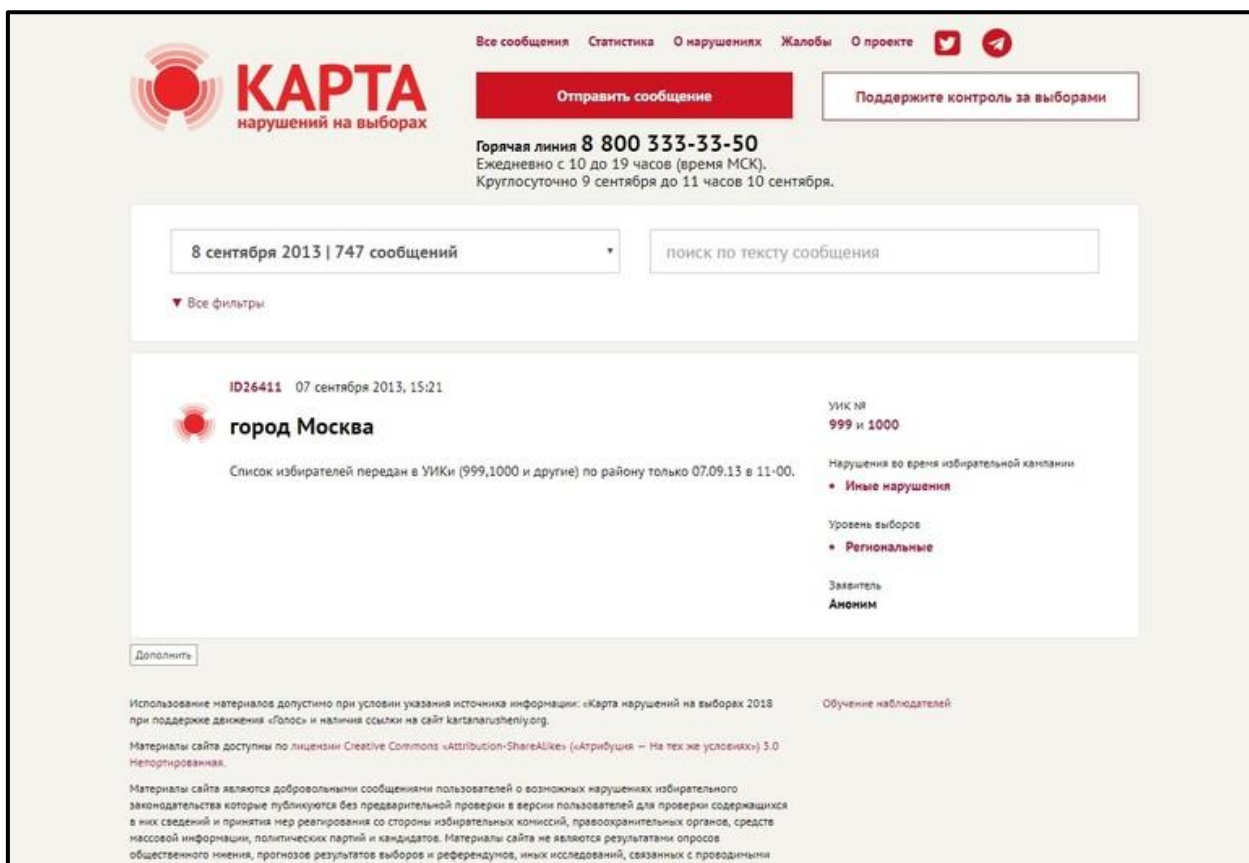 Все сообщения Статистика О нарушениях Жалобы О проекте
КАРТА
нарушений на выборах
Отправить сообщение
Поддержите контроль за выборами
Горячая линия 8 800 333-33-50
Ежедневно с 10 до 19 часов (время МСК).
Круглосуточно 9 сентября до 11 часов 10 сентября.
8 сентября 2013 | 747 сообщений
поиск по тексту сообщения
▼ Все фильтры
ID26411 07 сентября 2013, 15:21
город Москва
Список избирателей передан в УИКи (999,1000 и другие) по району только 07.09.13 в 11-00.
УИК №
999 и 1000
Нарушения во время избирательной кампании
• Иные нарушения
Уровень выборов
• Региональные
Заявитель
Аноним
Дополнить
Использование материалов допустимо при условии указания источника информации: «Карта нарушений на выборах 2018
при поддержке движения «Голос» и наличия ссылки на сайт kartanarusheniy.org.
Материалы сайта доступны по лицензии Creative Commons «Attribution-ShareAlike» («Атрибуция — На тех же условиях») 3.0
Непортированная.
Материалы сайта являются добровольными сообщениями пользователей о возможных нарушениях избирательного
законодательства которые публикуются без предварительной проверки в версии пользователей для проверки содержащихся
в них сведений и принятия мер реагирования со стороны избирательных комиссий, правоохранительных органов, средств
массовой информации, политических партий и кандидатов. Материалы сайта не являются результатами опросов
общественного мнения, прогнозов результатов выборов и референдумов, иных исследований, связанных с проводимыми
Обучение наблюдателей